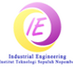 IE
Industrial Engineering
Institut Teknologi Sepuluh Nopember